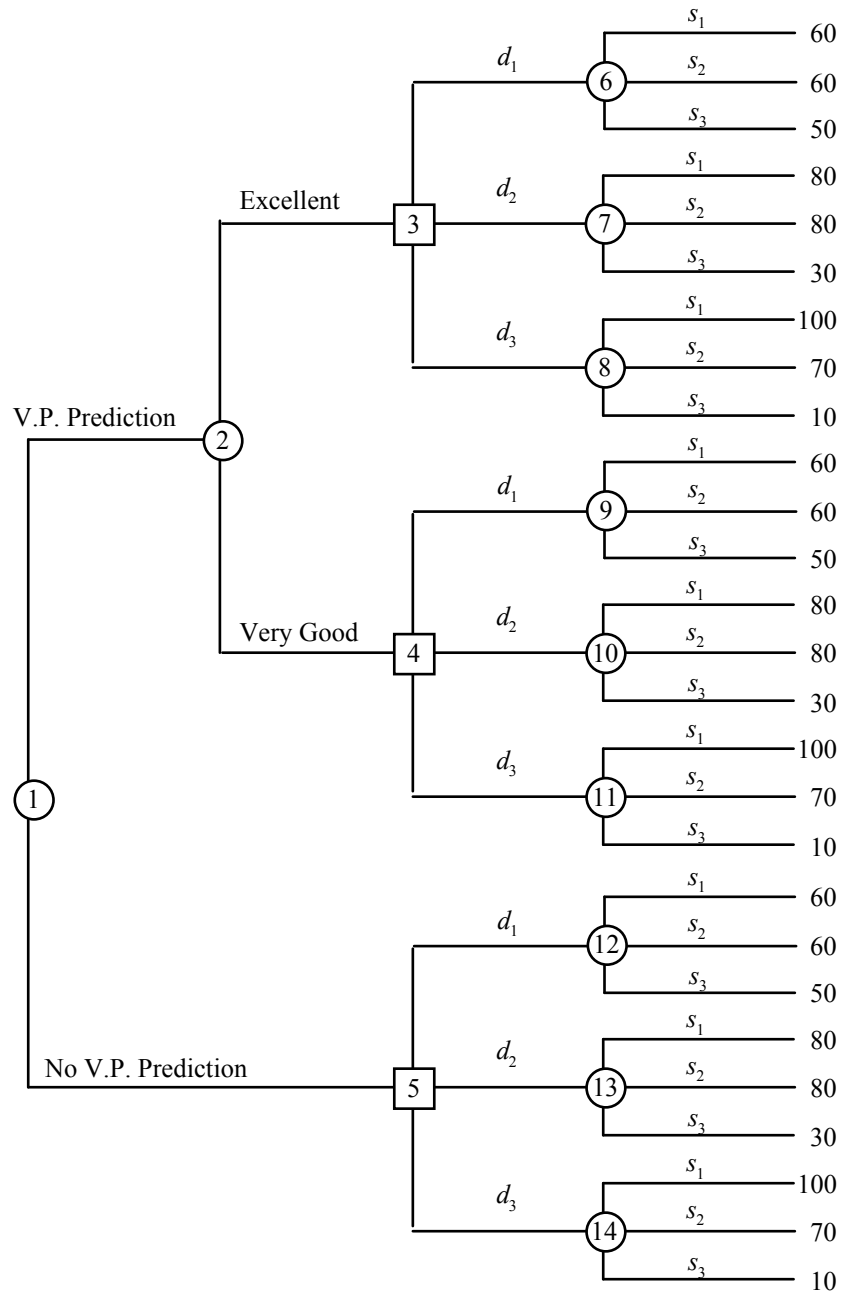 s₁ 60
d₁ 6 s₂ 60
s₃ 50
s₁ 80
Excellent 3 d₂ 7 s₂ 80
s₃ 30
s₁ 100
d₃ 8 s₂ 70
s₃ 10
V.P. Prediction 2
s₁ 60
d₁ 9 s₂ 60
s₃ 50
s₁ 80
Very Good 4 d₂ 10 s₂ 80
s₃ 30
s₁ 100
d₃ 11 s₂ 70
1
s₃ 10
s₁ 60
d₁ 12 s₂ 60
s₃ 50
s₁ 80
No V.P. Prediction 5 d₂ 13 s₂ 80
s₃ 30
s₁ 100
d₃ 14 s₂ 70
s₃ 10